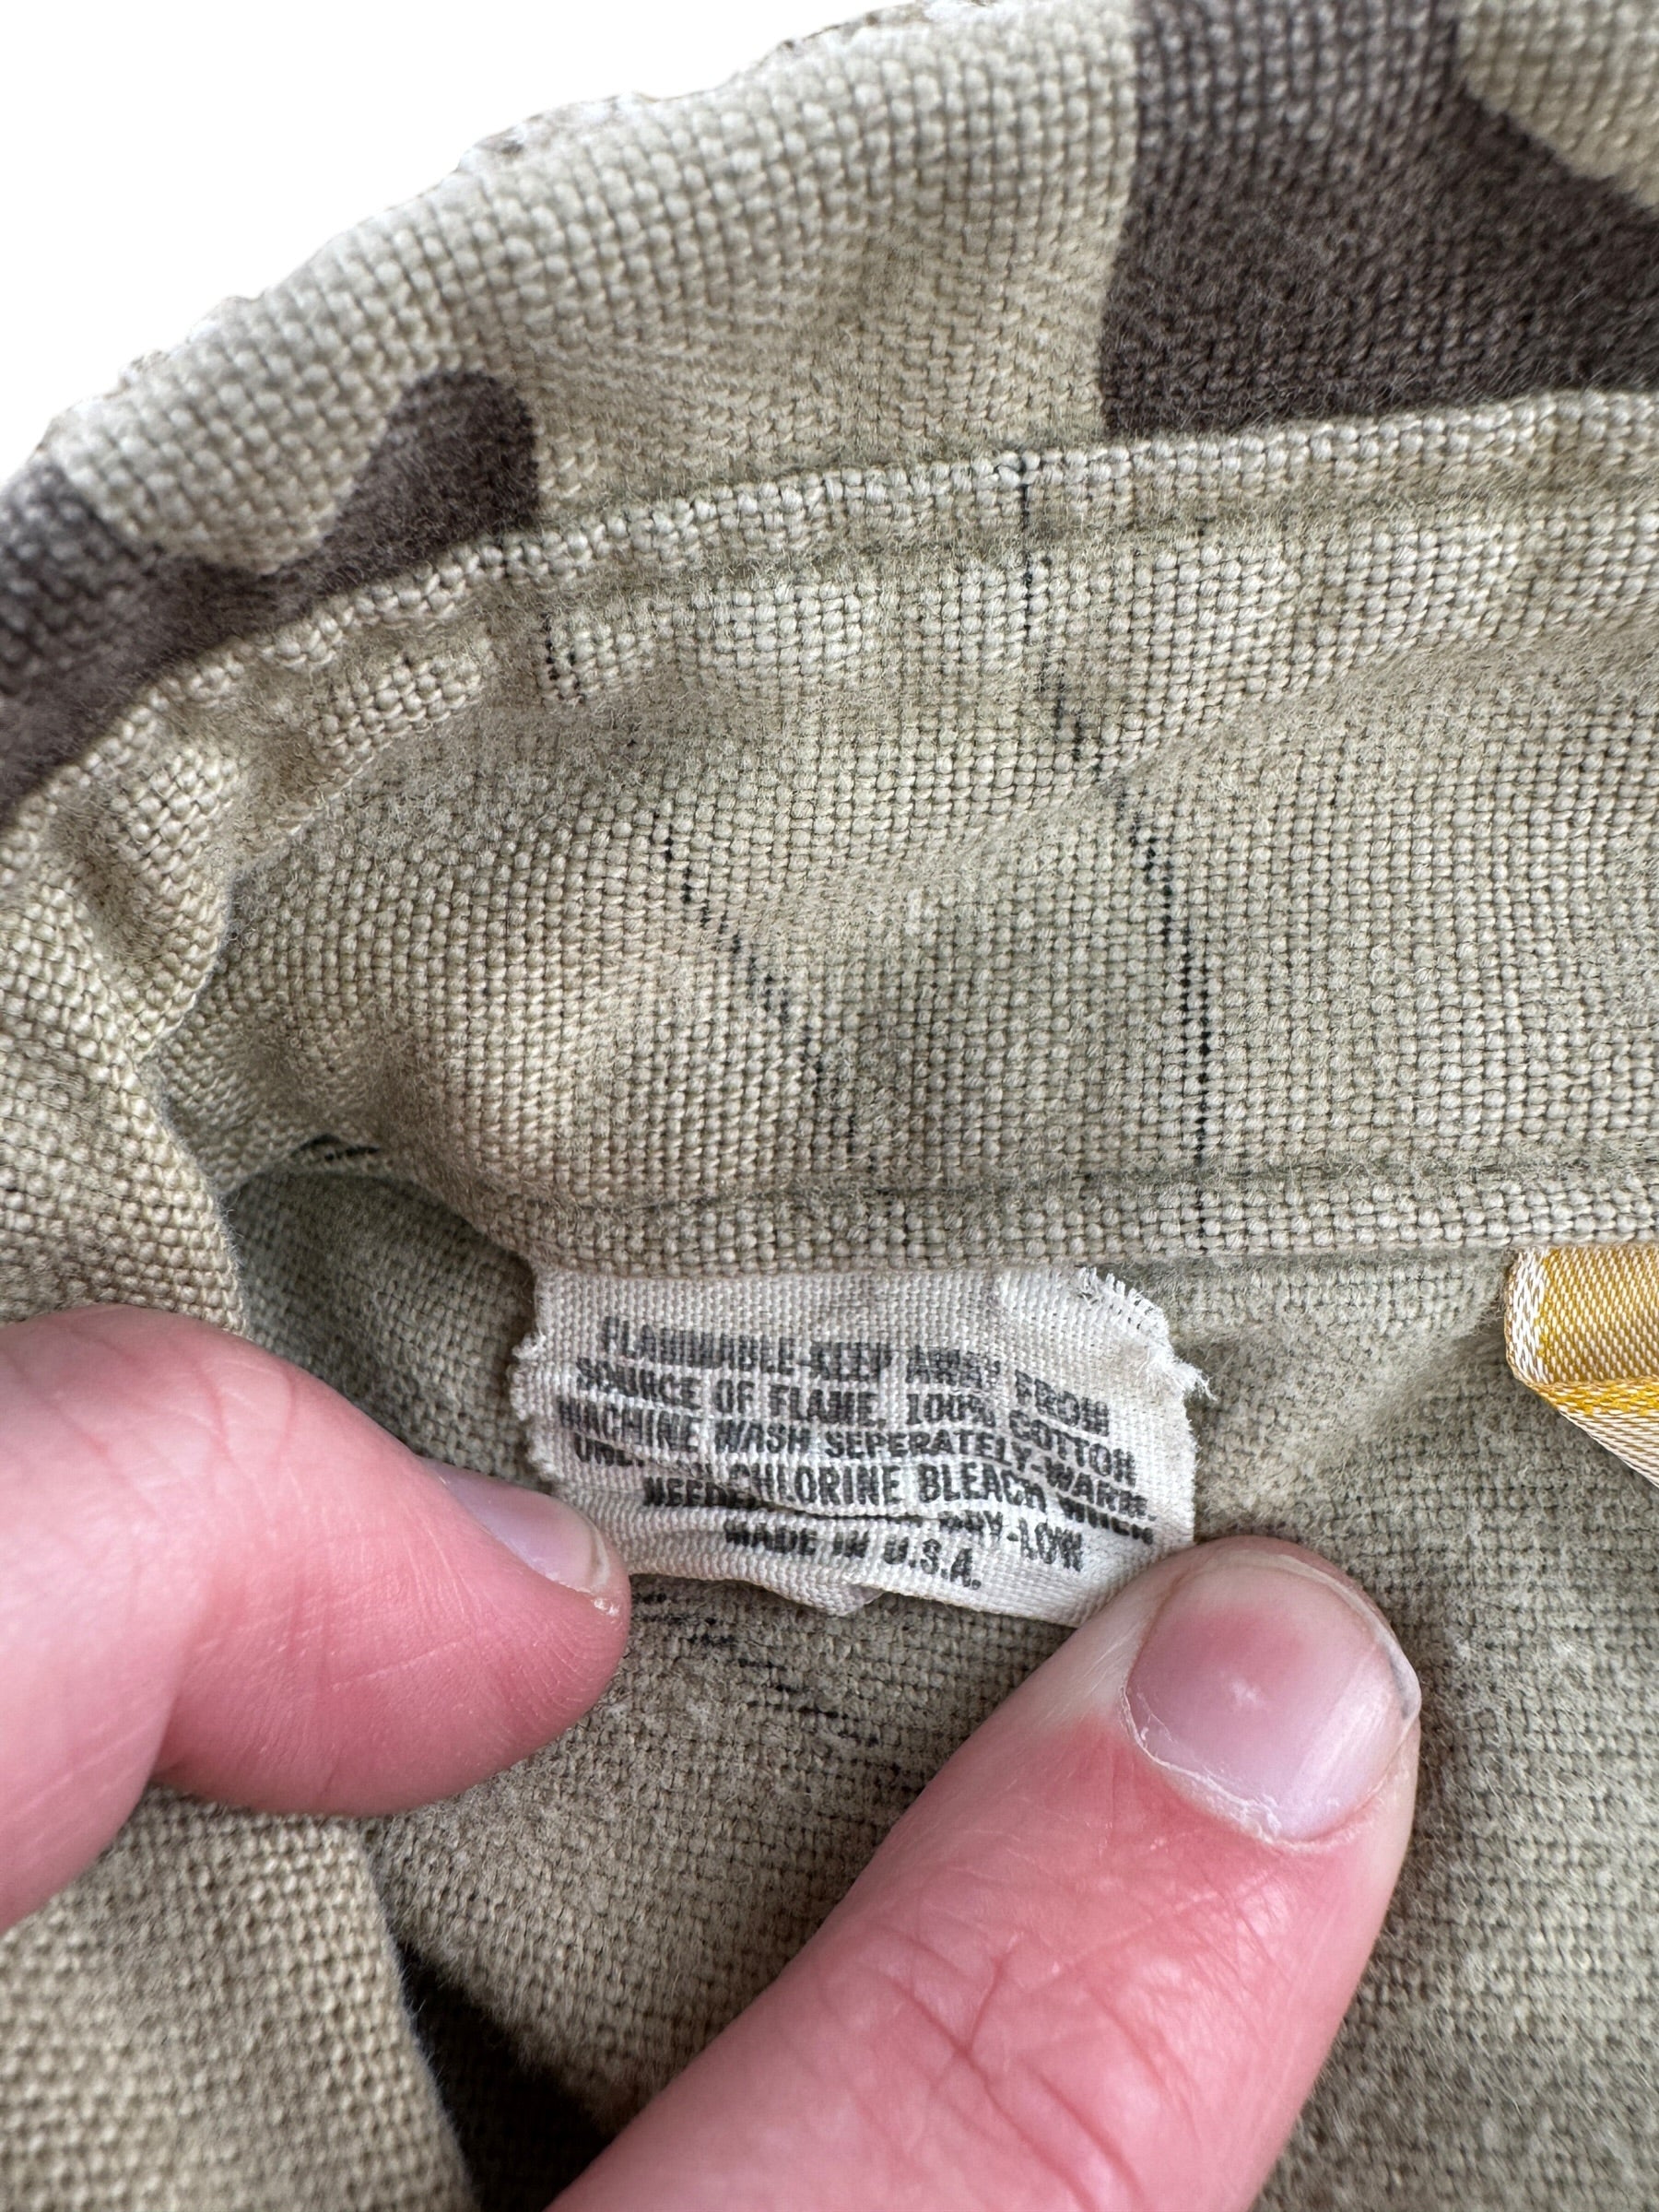 FLAMMABLE-KEEP AWAY FROM
SOURCE OF FLAME. 100% COTTON
MACHINE WASH SEPERATELY-WARM.
CHLORINE BLEACH WHEN
DRY-LOW
MADE IN U.S.A.